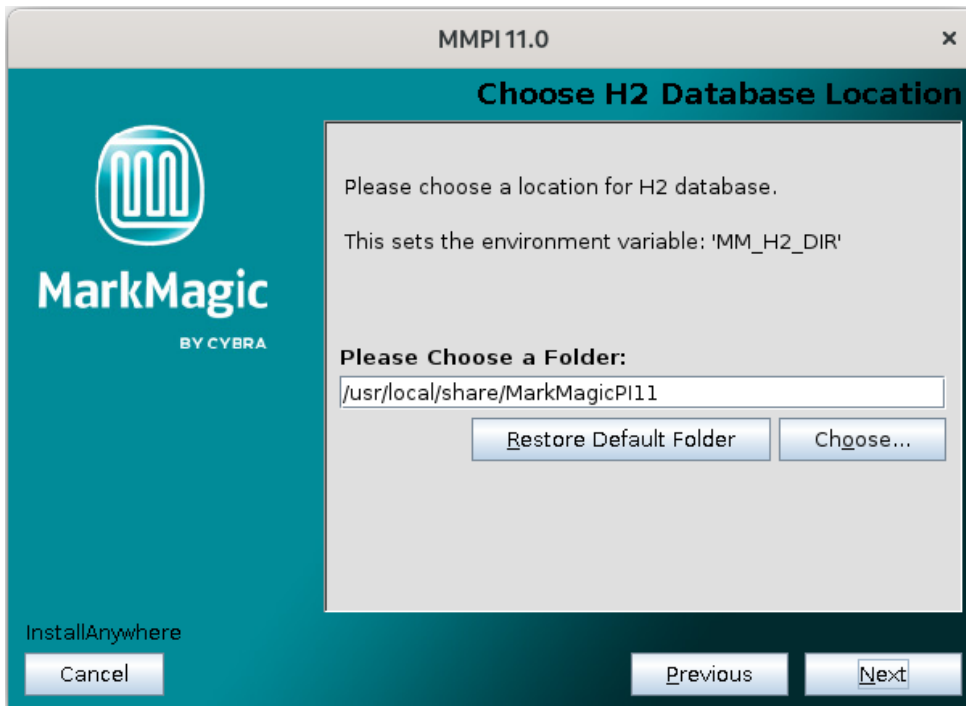 MMPI 11.0
Choose H2 Database Location
MarkMagic
BY CYBRA
Please choose a location for H2 database.
This sets the environment variable: 'MM_H2_DIR'
Please Choose a Folder:
/usr/local/share/MarkMagicPI11
Restore Default Folder
Choose...
InstallAnywhere
Cancel
Previous
Next